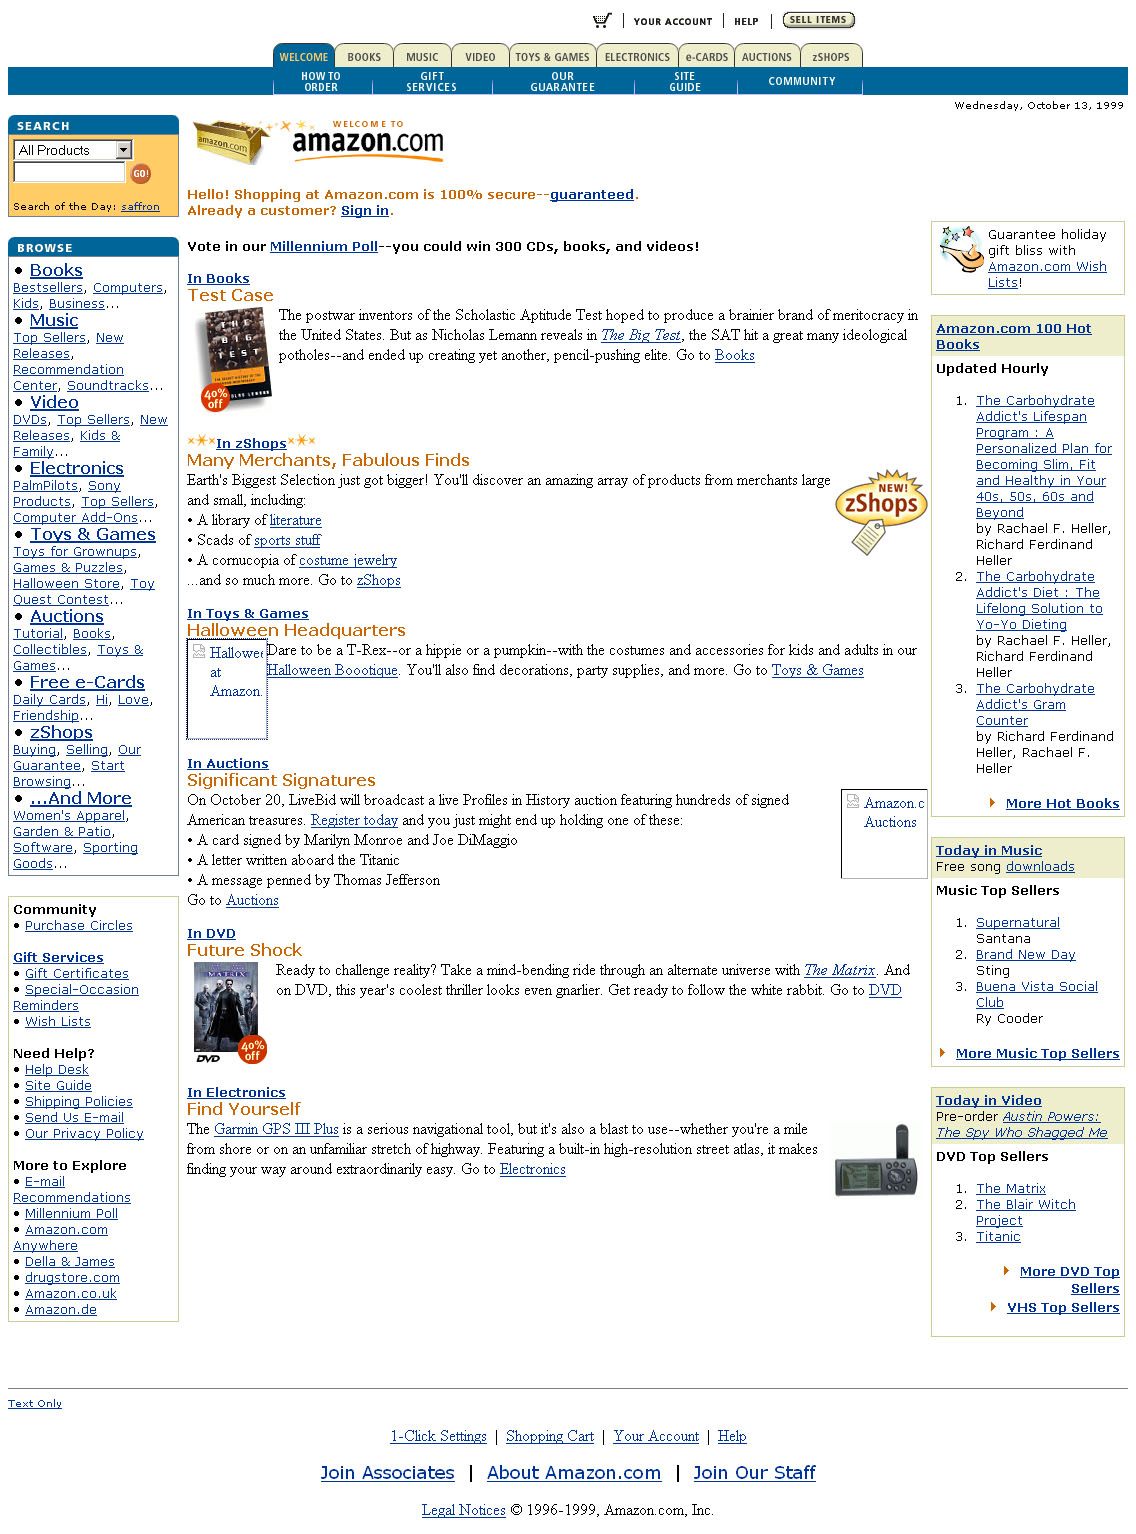 YOUR ACCOUNT
HELP
SELL ITEMS
WELCOME
BOOKS
MUSIC
VIDEO
TOYS & GAMES
ELECTRONICS
e-CARDS
AUCTIONS
zSHOPS
HOW TO
ORDER
GIFT
SERVICES
OUR
GUARANTEE
SITE
GUIDE
COMMUNITY
Wednesday, October 13, 1999
SEARCH
All Products
GO!
Search of the Day: saffron
BROWSE
• Books
Bestsellers, Computers,
Kids, Business...
• Music
Top Sellers, New
Releases,
Recommendation
Center, Soundtracks...
• Video
DVDs, Top Sellers, New
Releases, Kids &
Family...
• Electronics
PalmPilots, Sony
Products, Top Sellers,
Computer Add-Ons...
• Toys & Games
Toys for Grownups,
Games & Puzzles,
Halloween Store, Toy
Quest Contest...
• Auctions
Tutorial, Books,
Collectibles, Toys &
Games...
• Free e-Cards
Daily Cards, Hi, Love,
Friendship...
• zShops
Buying, Selling, Our
Guarantee, Start
Browsing...
• ...And More
Women's Apparel,
Garden & Patio,
Software, Sporting
Goods...
Community
• Purchase Circles
Gift Services
• Gift Certificates
• Special-Occasion
Reminders
• Wish Lists
Need Help?
• Help Desk
• Site Guide
• Shipping Policies
• Send Us E-mail
• Our Privacy Policy
More to Explore
• E-mail
Recommendations
• Millennium Poll
• Amazon.com
Anywhere
• Della & James
• drugstore.com
• Amazon.co.uk
• Amazon.de
amazon.com
WELCOME TO
amazon.com
Hello! Shopping at Amazon.com is 100% secure--guaranteed.
Already a customer? Sign in.
Vote in our Millennium Poll--you could win 300 CDs, books, and videos!
In Books
Test Case
THE
BIG
TEST
40%
off
The postwar inventors of the Scholastic Aptitude Test hoped to produce a brainier brand of meritocracy in
the United States. But as Nicholas Lemann reveals in The Big Test, the SAT hit a great many ideological
potholes--and ended up creating yet another, pencil-pushing elite. Go to Books
In zShops
Many Merchants, Fabulous Finds
Earth's Biggest Selection just got bigger! You'll discover an amazing array of products from merchants large
and small, including:
• A library of literature
• Scads of sports stuff
• A cornucopia of costume jewelry
...and so much more. Go to zShops
NEW!
zShops
In Toys & Games
Halloween Headquarters
Hallowe
at
Amazon.
Dare to be a T-Rex--or a hippie or a pumpkin--with the costumes and accessories for kids and adults in our
Halloween Boootique. You'll also find decorations, party supplies, and more. Go to Toys & Games
In Auctions
Significant Signatures
On October 20, LiveBid will broadcast a live Profiles in History auction featuring hundreds of signed
American treasures. Register today and you just might end up holding one of these:
• A card signed by Marilyn Monroe and Joe DiMaggio
• A letter written aboard the Titanic
• A message penned by Thomas Jefferson
Go to Auctions
Amazon.c
Auctions
In DVD
Future Shock
MATRIX
DVD
40%
off
Ready to challenge reality? Take a mind-bending ride through an alternate universe with The Matrix. And
on DVD, this year's coolest thriller looks even gnarlier. Get ready to follow the white rabbit. Go to DVD
In Electronics
Find Yourself
The Garmin GPS III Plus is a serious navigational tool, but it's also a blast to use--whether you're a mile
from shore or on an unfamiliar stretch of highway. Featuring a built-in high-resolution street atlas, it makes
finding your way around extraordinarily easy. Go to Electronics
Guarantee holiday
gift bliss with
Amazon.com Wish
Lists!
Amazon.com 100 Hot
Books
Updated Hourly
1. The Carbohydrate
Addict's Lifespan
Program : A
Personalized Plan for
Becoming Slim, Fit
and Healthy in Your
40s, 50s, 60s and
Beyond
by Rachael F. Heller,
Richard Ferdinand
Heller
2. The Carbohydrate
Addict's Diet : The
Lifelong Solution to
Yo-Yo Dieting
by Rachael F. Heller,
Richard Ferdinand
Heller
3. The Carbohydrate
Addict's Gram
Counter
by Richard Ferdinand
Heller, Rachael F.
Heller
More Hot Books
Today in Music
Free song downloads
Music Top Sellers
1. Supernatural
Santana
2. Brand New Day
Sting
3. Buena Vista Social
Club
Ry Cooder
More Music Top Sellers
Today in Video
Pre-order Austin Powers:
The Spy Who Shagged Me
DVD Top Sellers
1. The Matrix
2. The Blair Witch
Project
3. Titanic
More DVD Top
Sellers
VHS Top Sellers
Text Only
1-Click Settings | Shopping Cart | Your Account | Help
Join Associates | About Amazon.com | Join Our Staff
Legal Notices © 1996-1999, Amazon.com, Inc.